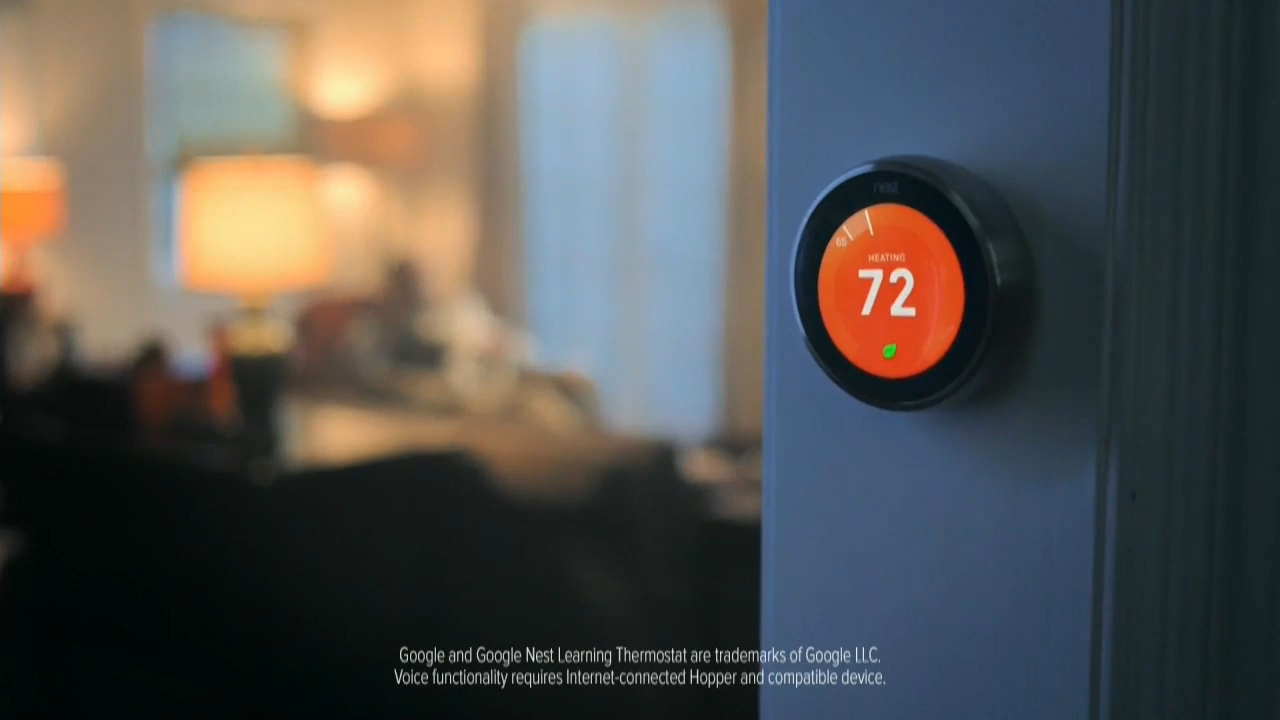 nest
65
HEATING
72
Google and Google Nest Learning Thermostat are trademarks of Google LLC.
Voice functionality requires Internet-connected Hopper and compatible device.